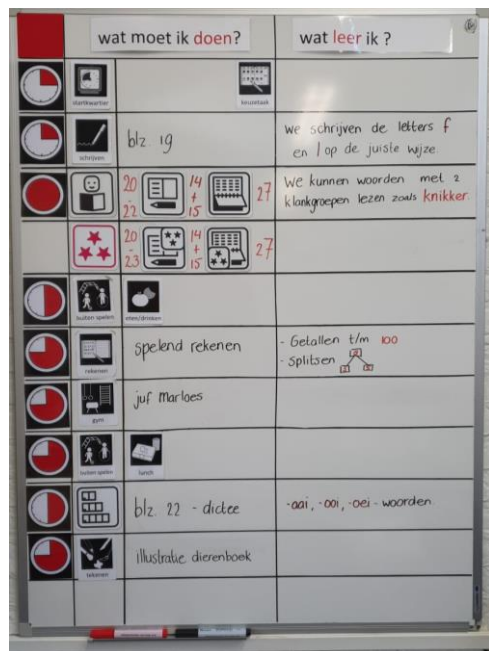 wat moet ik doen?
wat leer ik ?
startkwartier
keuzetaak
schrijven
blz. 19
We schrijven de letters f
en l op de juiste wijze.
20
-
22
14
+
15
27
We kunnen woorden met 2
klankgroepen lezen zoals knikker.
20
-
23
14
+
15
27
buiten spelen
eten/drinken
rekenen
spelend rekenen
- Getallen t/m 100
- Splitsen
gym
juf Marloes
buiten spelen
lunch
blz. 22 - dictee
-aai, -ooi, -oei - woorden.
tekenen
illustratie dierenboek